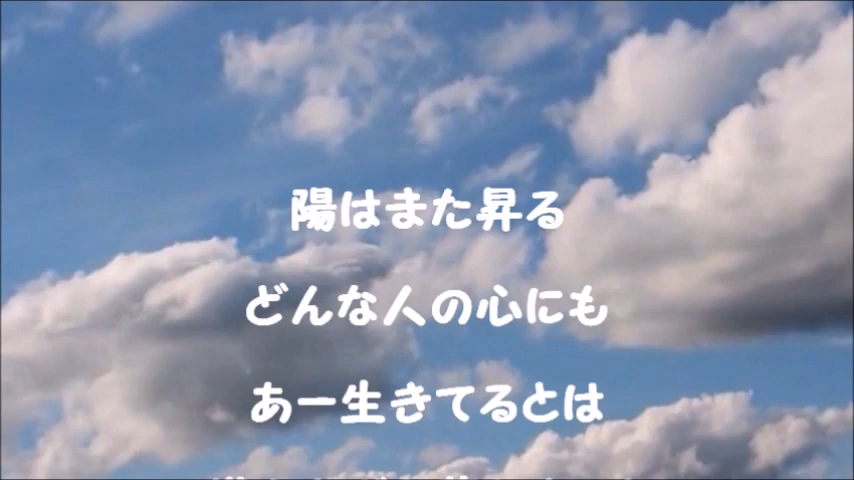 陽はまた昇る
どんな人の心にも
あー生きてるとは